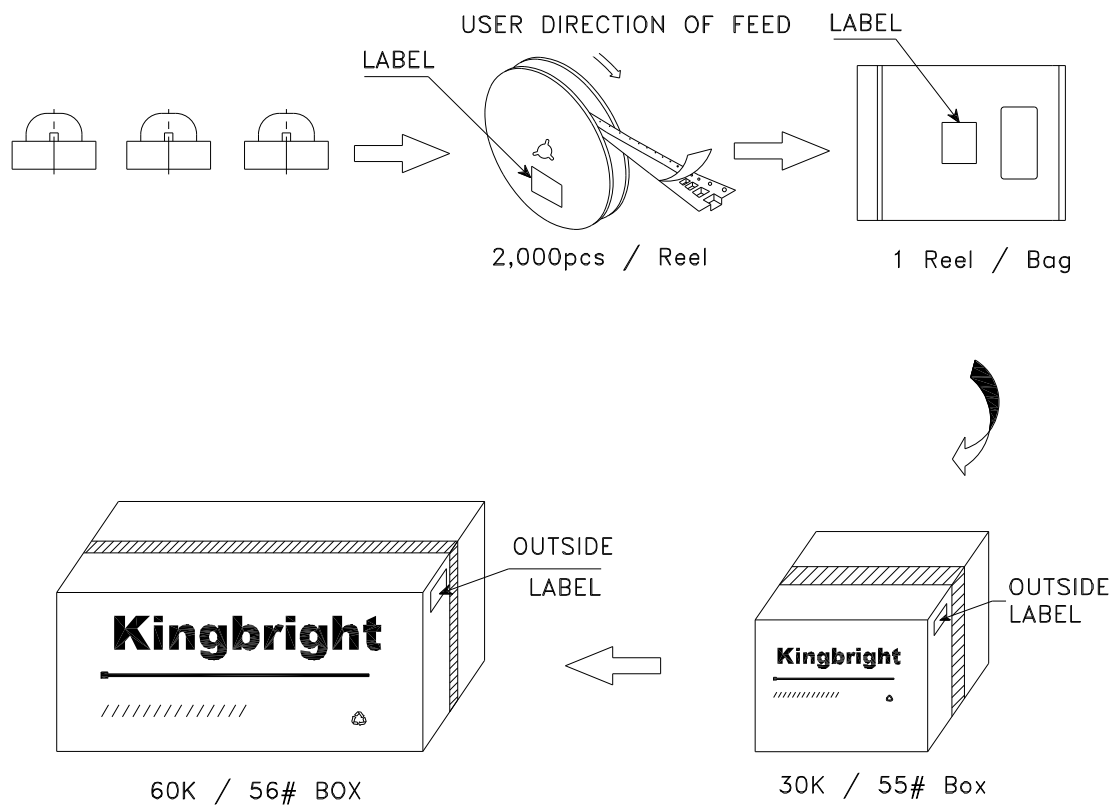 USER DIRECTION OF FEED
LABEL
LABEL
2,000pcs / Reel
1 Reel / Bag
OUTSIDE
LABEL
Kingbright
60K / 56# BOX
OUTSIDE
LABEL
Kingbright
30K / 55# Box